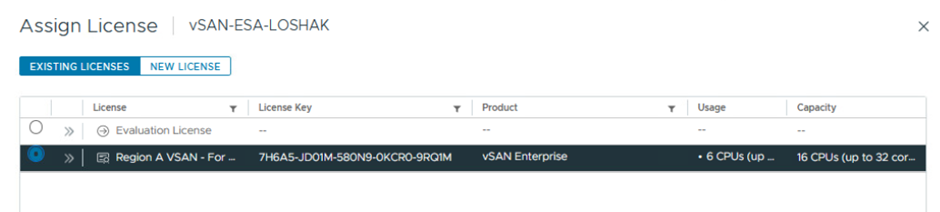 Assign License | vSAN-ESA-LOSHAK
EXISTING LICENSES NEW LICENSE
License License Key Product Usage Capacity
Evaluation License -- -- -- --
Region A VSAN - For ... 7H6A5-JD01M-580N9-0KCR0-9RQ1M vSAN Enterprise • 6 CPUs (up ... 16 CPUs (up to 32 cor...